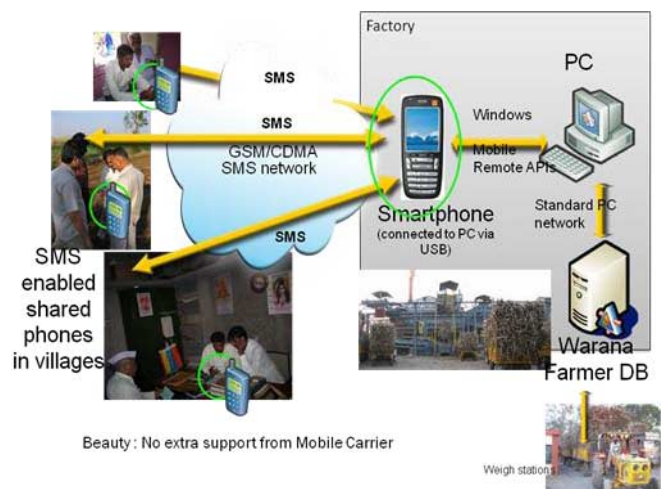 Factory
SMS
PC
SMS
GSM/CDMA
SMS network
Windows
Mobile
Remote APIs
SMS
Smartphone
(connected to PC via
USB)
Standard PC
network
SMS
enabled
shared
phones
in villages
Warana
Farmer DB
Beauty : No extra support from Mobile Carrier
Weigh stations